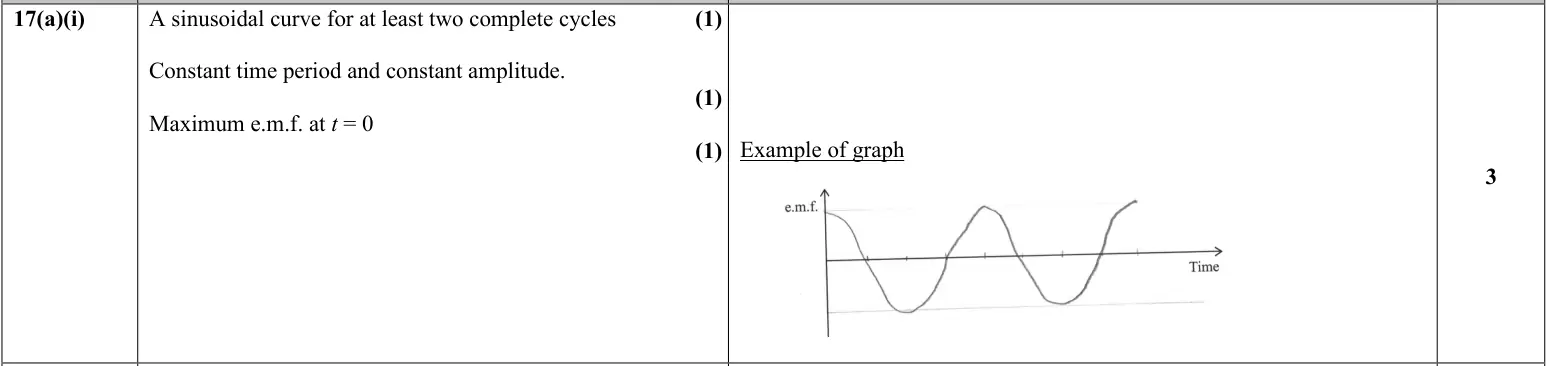 17(a)(i)
A sinusoidal curve for at least two complete cycles (1)
Constant time period and constant amplitude.
(1)
Maximum e.m.f. at t = 0
(1)
Example of graph
3
e.m.f.
Time